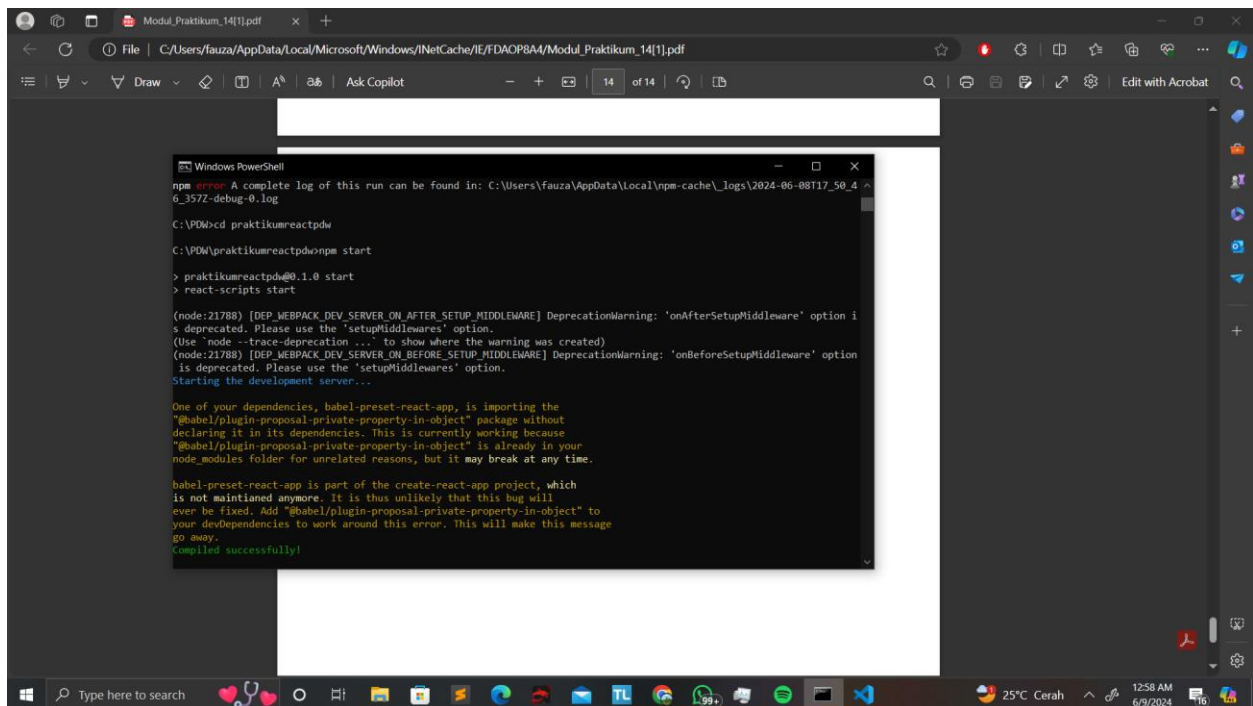 Modul_Praktikum_14[1].pdf
File | C:/Users/fauza/AppData/Local/Microsoft/Windows/INetCache/IE/FDAOP8A4/Modul_Praktikum_14[1].pdf
Draw
Ask Copilot
14 of 14
Edit with Acrobat
Windows PowerShell
npm error A complete log of this run can be found in: C:\Users\fauza\AppData\Local\npm-cache\_logs\2024-06-08T17_50_4
6_357Z-debug-0.log
C:\PDW>cd praktikumreactpdw
C:\PDW\praktikumreactpdw>npm start
> praktikumreactpdw@0.1.0 start
> react-scripts start
(node:21788) [DEP_WEBPACK_DEV_SERVER_ON_AFTER_SETUP_MIDDLEWARE] DeprecationWarning: 'onAfterSetupMiddleware' option i
s deprecated. Please use the 'setupMiddlewares' option.
(Use `node --trace-deprecation ...` to show where the warning was created)
(node:21788) [DEP_WEBPACK_DEV_SERVER_ON_BEFORE_SETUP_MIDDLEWARE] DeprecationWarning: 'onBeforeSetupMiddleware' option
 is deprecated. Please use the 'setupMiddlewares' option.
Starting the development server...
One of your dependencies, babel-preset-react-app, is importing the
"@babel/plugin-proposal-private-property-in-object" package without
declaring it in its dependencies. This is currently working because
"@babel/plugin-proposal-private-property-in-object" is already in your
node_modules folder for unrelated reasons, but it may break at any time.
babel-preset-react-app is part of the create-react-app project, which
is not maintianed anymore. It is thus unlikely that this bug will
ever be fixed. Add "@babel/plugin-proposal-private-property-in-object" to
your devDependencies to work around this error. This will make this message
go away.
Compiled successfully!
Type here to search
TL
99+
25°C Cerah
12:58 AM
6/9/2024
16